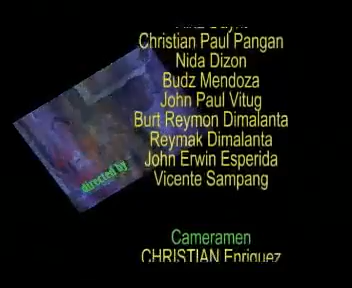 Christian Paul Pangan
Nida Dizon
Budz Mendoza
John Paul Vitug
Burt Reymon Dimalanta
Reymak Dimalanta
John Erwin Esperida
Vicente Sampang
directed by
Cameramen
CHRISTIAN Enriquez